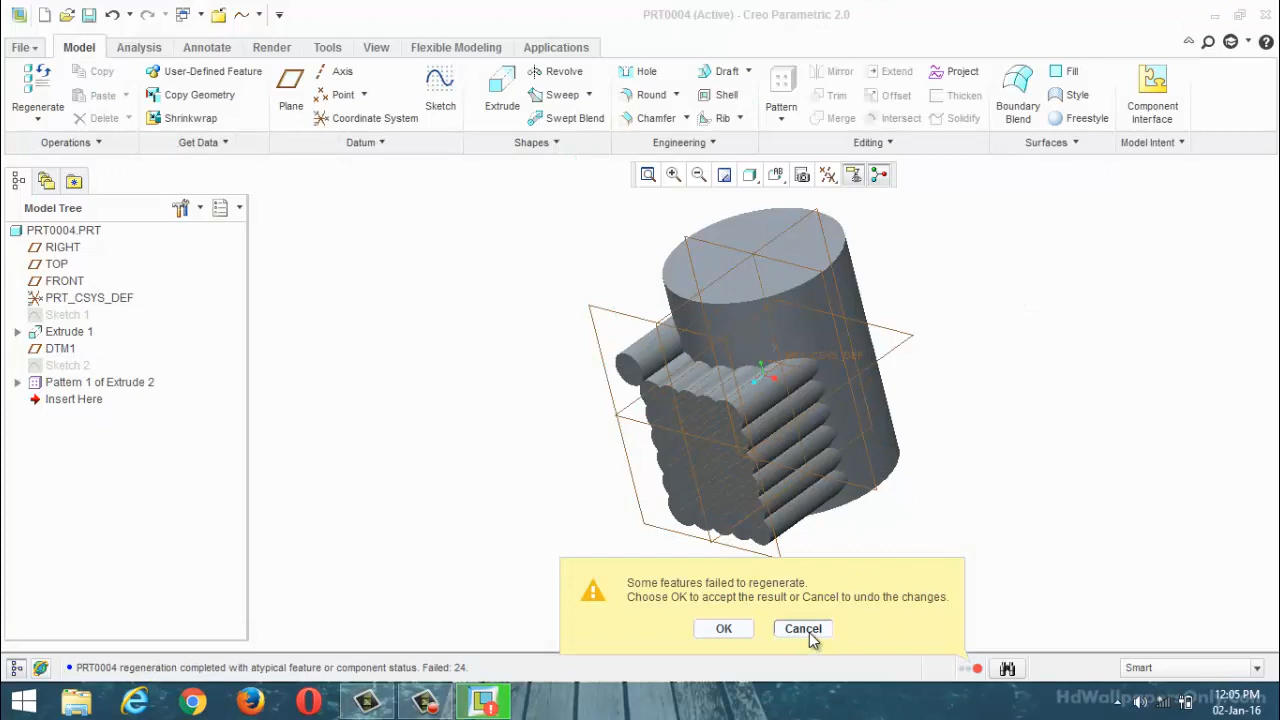 PRT0004 (Active) - Creo Parametric 2.0
File Model Analysis Annotate Render Tools View Flexible Modeling Applications
Regenerate
Copy
Paste
Delete
Operations
User-Defined Feature
Copy Geometry
Shrinkwrap
Get Data
Plane
Axis
Point
Coordinate System
Sketch
Datum
Extrude
Revolve
Sweep
Swept Blend
Shapes
Hole
Round
Chamfer
Draft
Shell
Rib
Engineering
Pattern
Mirror
Trim
Merge
Extend
Offset
Intersect
Project
Thicken
Solidify
Editing
Boundary
Blend
Fill
Style
Freestyle
Surfaces
Component
Interface
Model Intent
Model Tree
PRT0004.PRT
RIGHT
TOP
FRONT
PRT_CSYS_DEF
Sketch 1
Extrude 1
DTM1
Sketch 2
Pattern 1 of Extrude 2
Insert Here
Some features failed to regenerate.
Choose OK to accept the result or Cancel to undo the changes.
OK Cancel
PRT0004 regeneration completed with atypical feature or component status. Failed: 24.
Smart
HdWallpapersOnly.com
12:05 PM
02-Jan-16